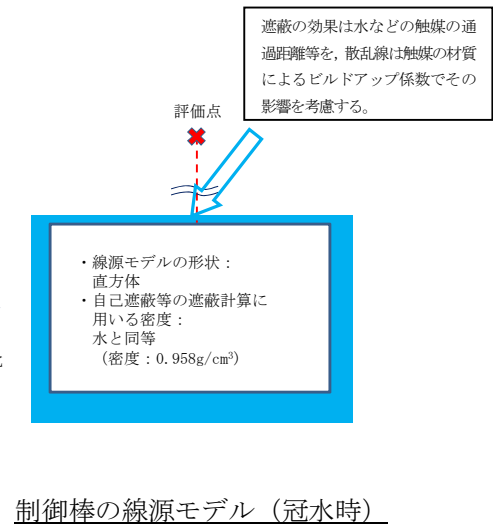 遮蔽の効果は水などの触媒の通
過距離等を，散乱線は触媒の材質
によるビルドアップ係数でその
影響を考慮する。
評価点
・線源モデルの形状：
直方体
・自己遮蔽等の遮蔽計算に
用いる密度：
水と同等
（密度：0.958g/cm³）
制御棒の線源モデル（冠水時）